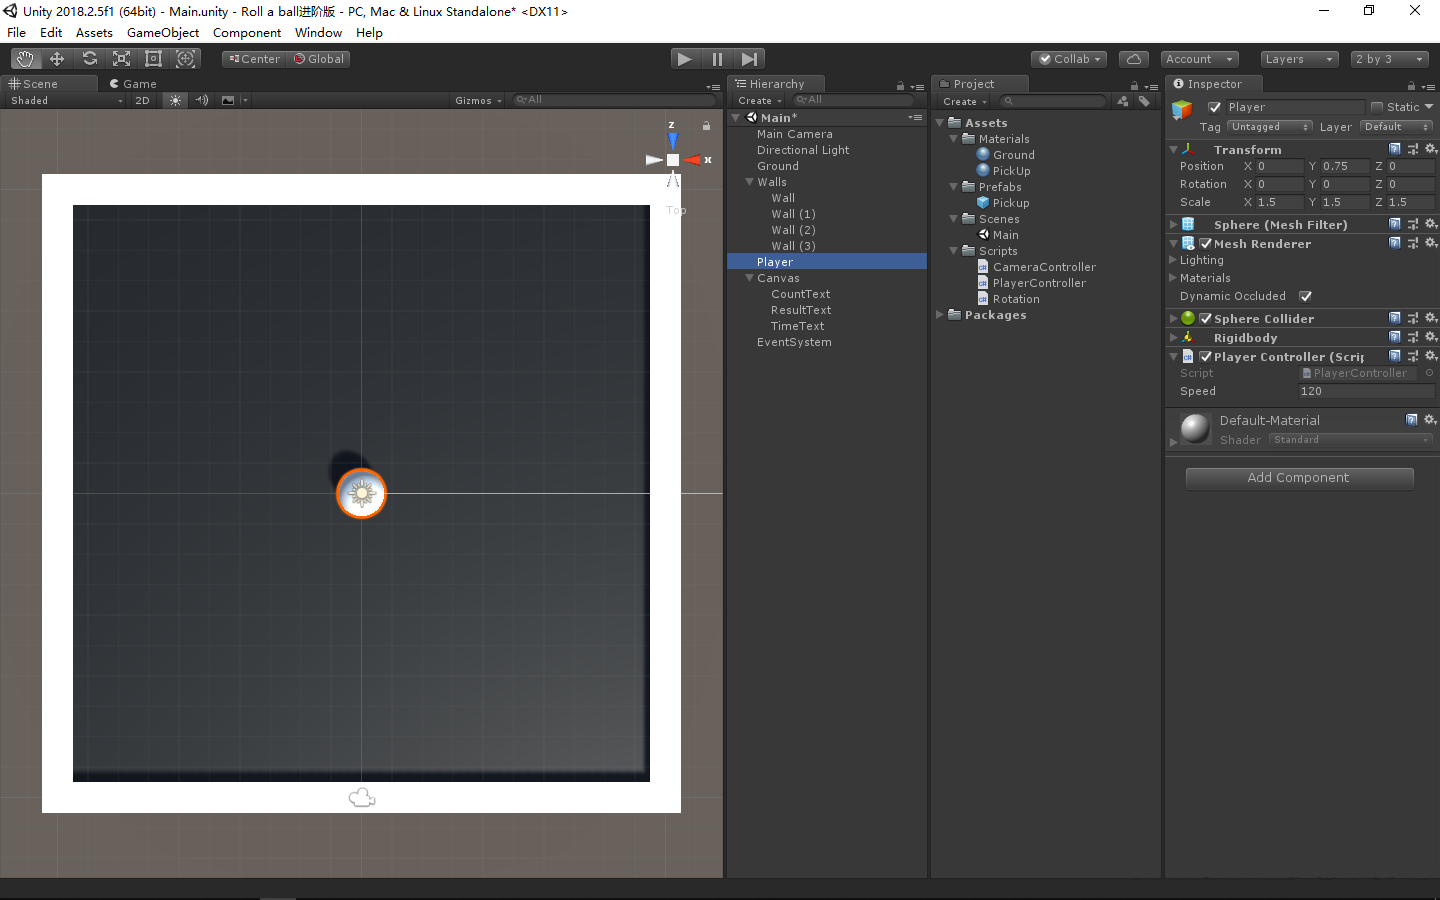 Unity 2018.2.5f1 (64bit) - Main.unity - Roll a ball进阶版 - PC, Mac & Linux Standalone* <DX11>
File Edit Assets GameObject Component Window Help
Center Global Collab Account Layers 2 by 3
Scene Game
Shaded 2D Gizmos All
z
x
Top
Hierarchy
Create All
Main*
Main Camera
Directional Light
Ground
Walls
Wall
Wall (1)
Wall (2)
Wall (3)
Player
Canvas
CountText
ResultText
TimeText
EventSystem
Project
Create
Assets
Materials
Ground
PickUp
Prefabs
Pickup
Scenes
Main
Scripts
CameraController
PlayerController
Rotation
Packages
Inspector
Player Static
Tag Untagged Layer Default
Transform
Position X 0 Y 0.75 Z 0
Rotation X 0 Y 0 Z 0
Scale X 1.5 Y 1.5 Z 1.5
Sphere (Mesh Filter)
Mesh Renderer
Lighting
Materials
Dynamic Occluded
Sphere Collider
Rigidbody
Player Controller (Scrip
Script PlayerController
Speed 120
Default-Material
Shader Standard
Add Component